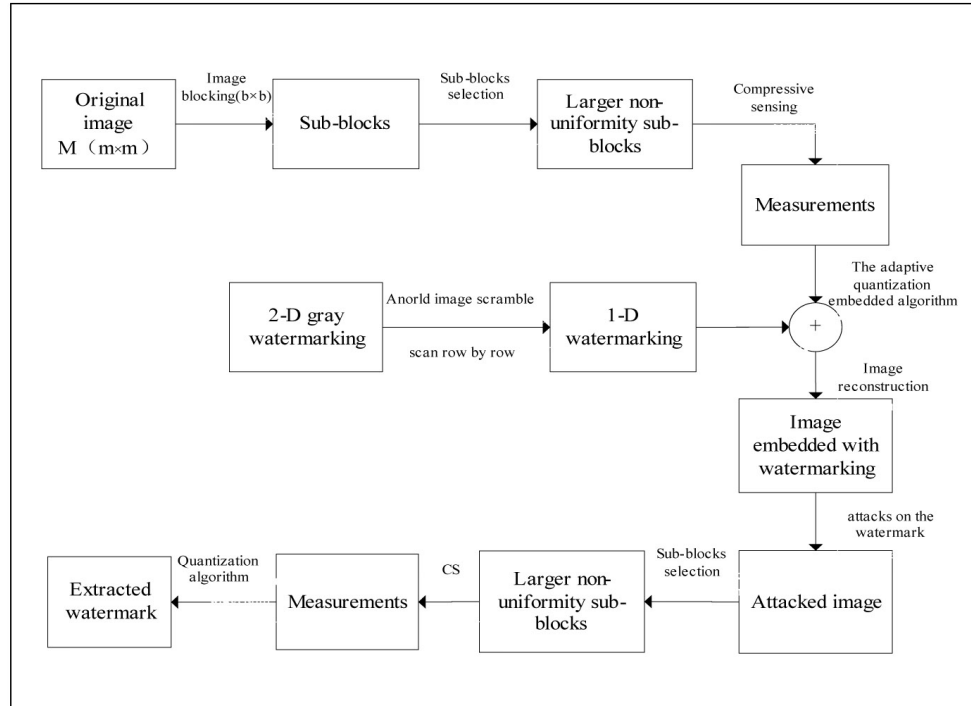 Original
image
M（m×m）
Image
blocking(b×b)
Sub-blocks
Sub-blocks
selection
Larger non-
uniformity sub-
blocks
Compressive
sensing
Measurements
The adaptive
quantization
embedded algorithm
2-D gray
watermarking
Anorld image scramble
scan row by row
1-D
watermarking
+
Image
reconstruction
Image
embedded with
watermarking
attacks on the
watermark
Attacked image
Sub-blocks
selection
Larger non-
uniformity sub-
blocks
CS
Measurements
Quantization
algorithm
Extracted
watermark